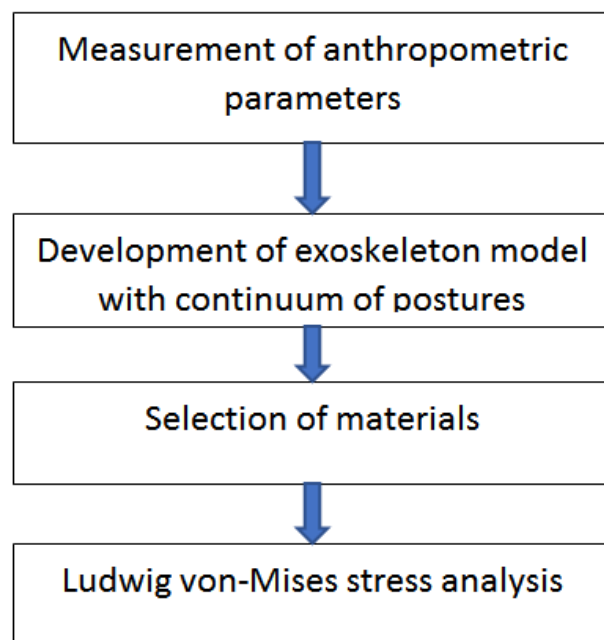 Measurement of anthropometric
parameters
Development of exoskeleton model
with continuum of postures
Selection of materials
Ludwig von-Mises stress analysis